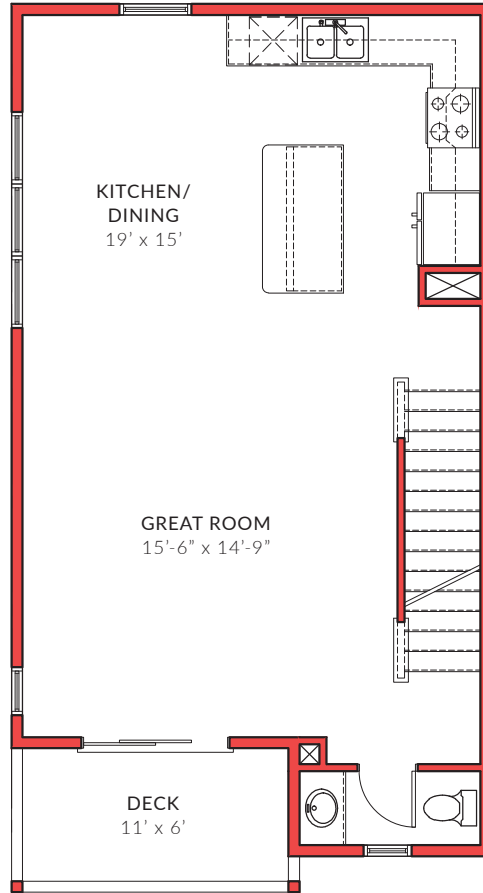 KITCHEN/
DINING
19’ x 15’
GREAT ROOM
15’-6” x 14’-9”
DECK
11’ x 6’